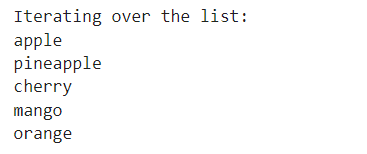 Iterating over the list:
apple
pineapple
cherry
mango
orange